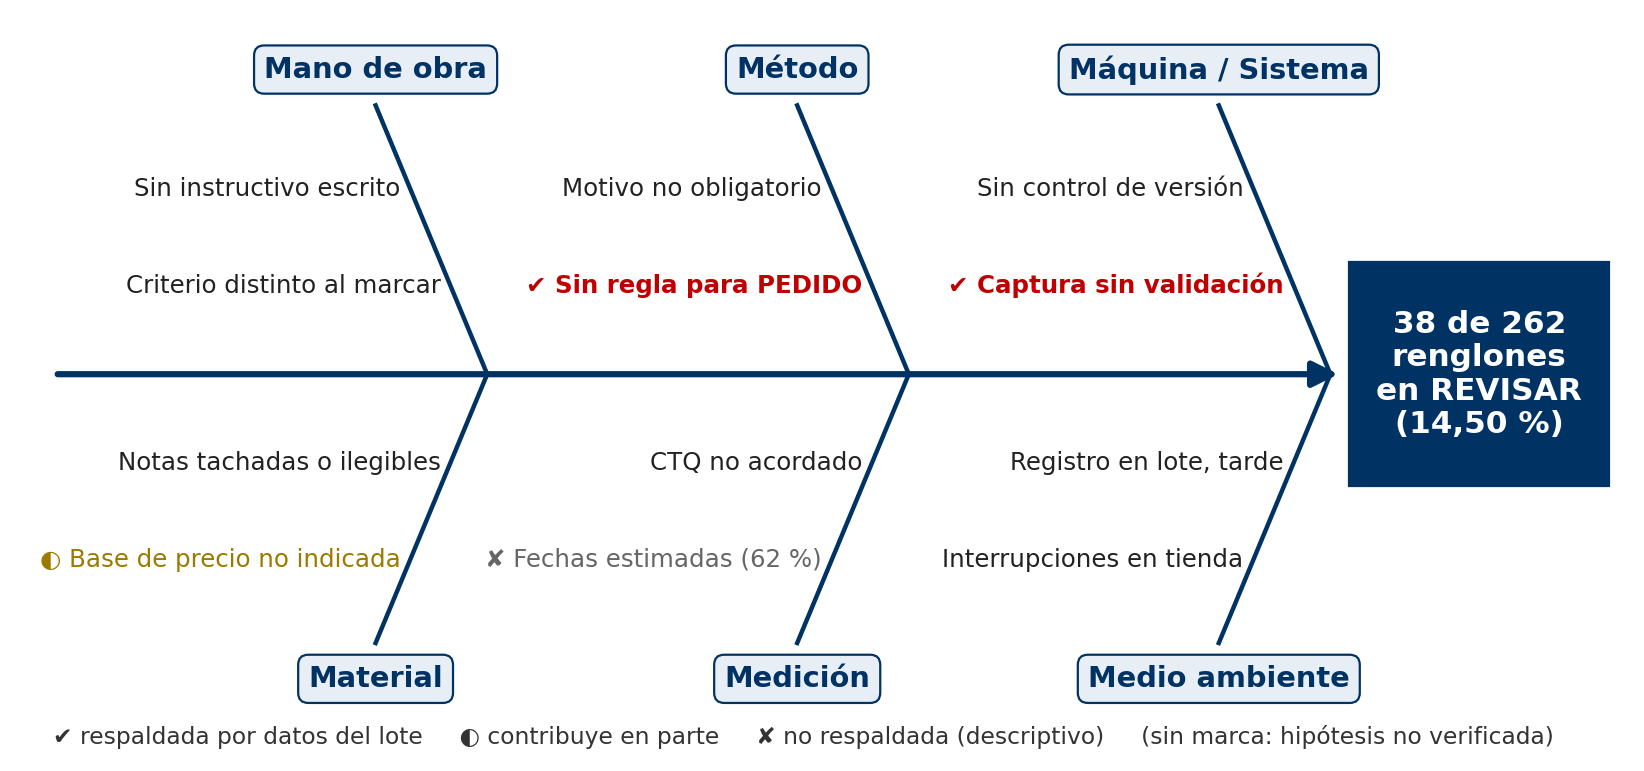 Mano de obra
Método
Máquina / Sistema
Sin instructivo escrito
Motivo no obligatorio
Sin control de versión
Criterio distinto al marcar
✔ Sin regla para PEDIDO
✔ Captura sin validación
38 de 262
renglones
en REVISAR
(14,50 %)
Notas tachadas o ilegibles
CTQ no acordado
Registro en lote, tarde
◐ Base de precio no indicada
✘ Fechas estimadas (62 %)
Interrupciones en tienda
Material
Medición
Medio ambiente
✔ respaldada por datos del lote ◐ contribuye en parte ✘ no respaldada (descriptivo) (sin marca: hipótesis no verificada)